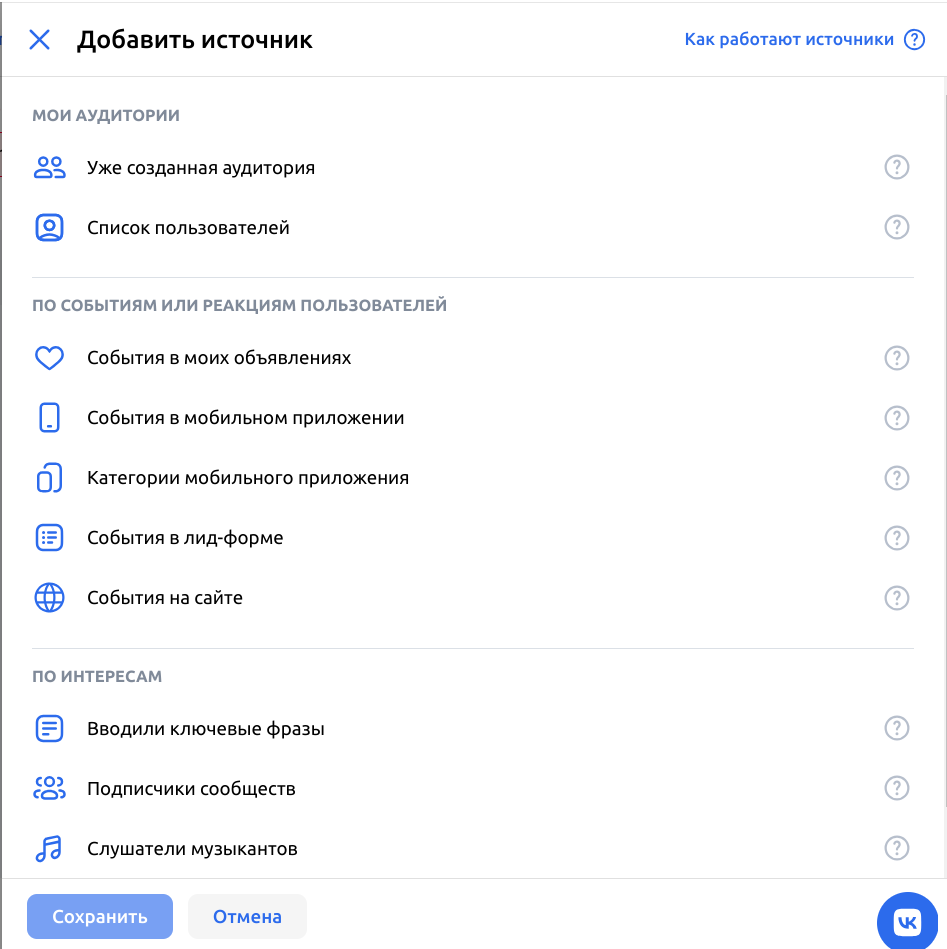 Добавить источник
Как работают источники ?
МОИ АУДИТОРИИ
Уже созданная аудитория ?
Список пользователей ?
ПО СОБЫТИЯМ ИЛИ РЕАКЦИЯМ ПОЛЬЗОВАТЕЛЕЙ
События в моих объявлениях ?
События в мобильном приложении ?
Категории мобильного приложения ?
События в лид-форме ?
События на сайте ?
ПО ИНТЕРЕСАМ
Вводили ключевые фразы ?
Подписчики сообществ ?
Слушатели музыкантов ?
Сохранить
Отмена